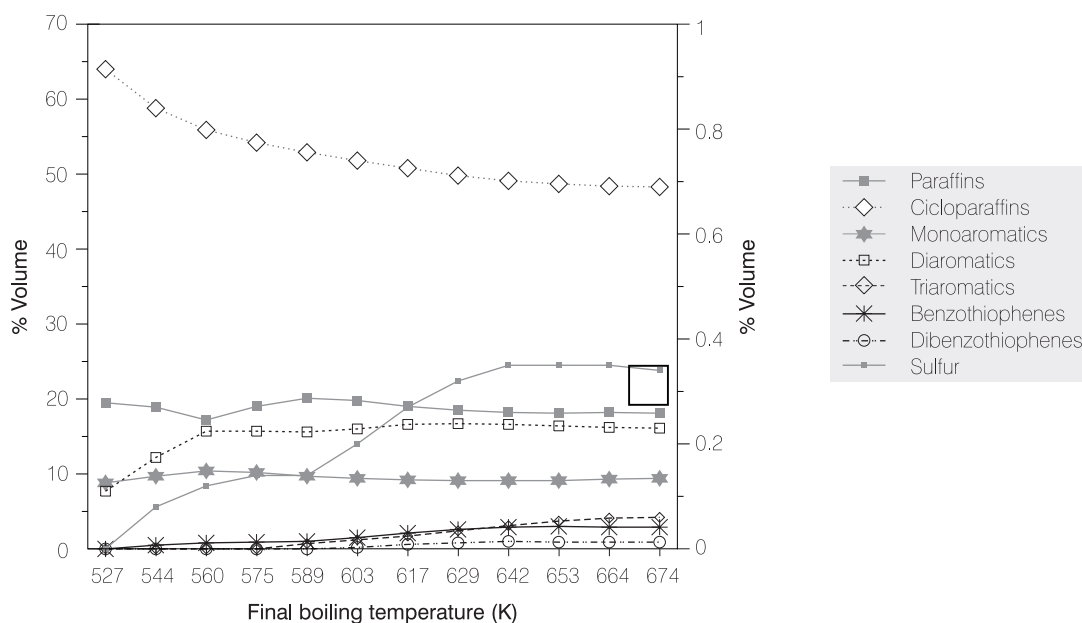 70
60
50
40
30
20
10
0
% Volume
1
0.8
0.6
0.4
0.2
0
% Volume
527 544 560 575 589 603 617 629 642 653 664 674
Final boiling temperature (K)
Paraffins
Cicloparaffins
Monoaromatics
Diaromatics
Triaromatics
Benzothiophenes
Dibenzothiophenes
Sulfur